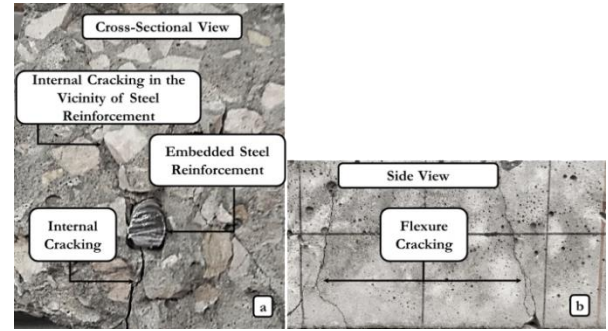 Cross-Sectional View
Internal Cracking in the
Vicinity of Steel
Reinforcement
Embedded Steel
Reinforcement
Internal
Cracking
a
Side View
Flexure
Cracking
b